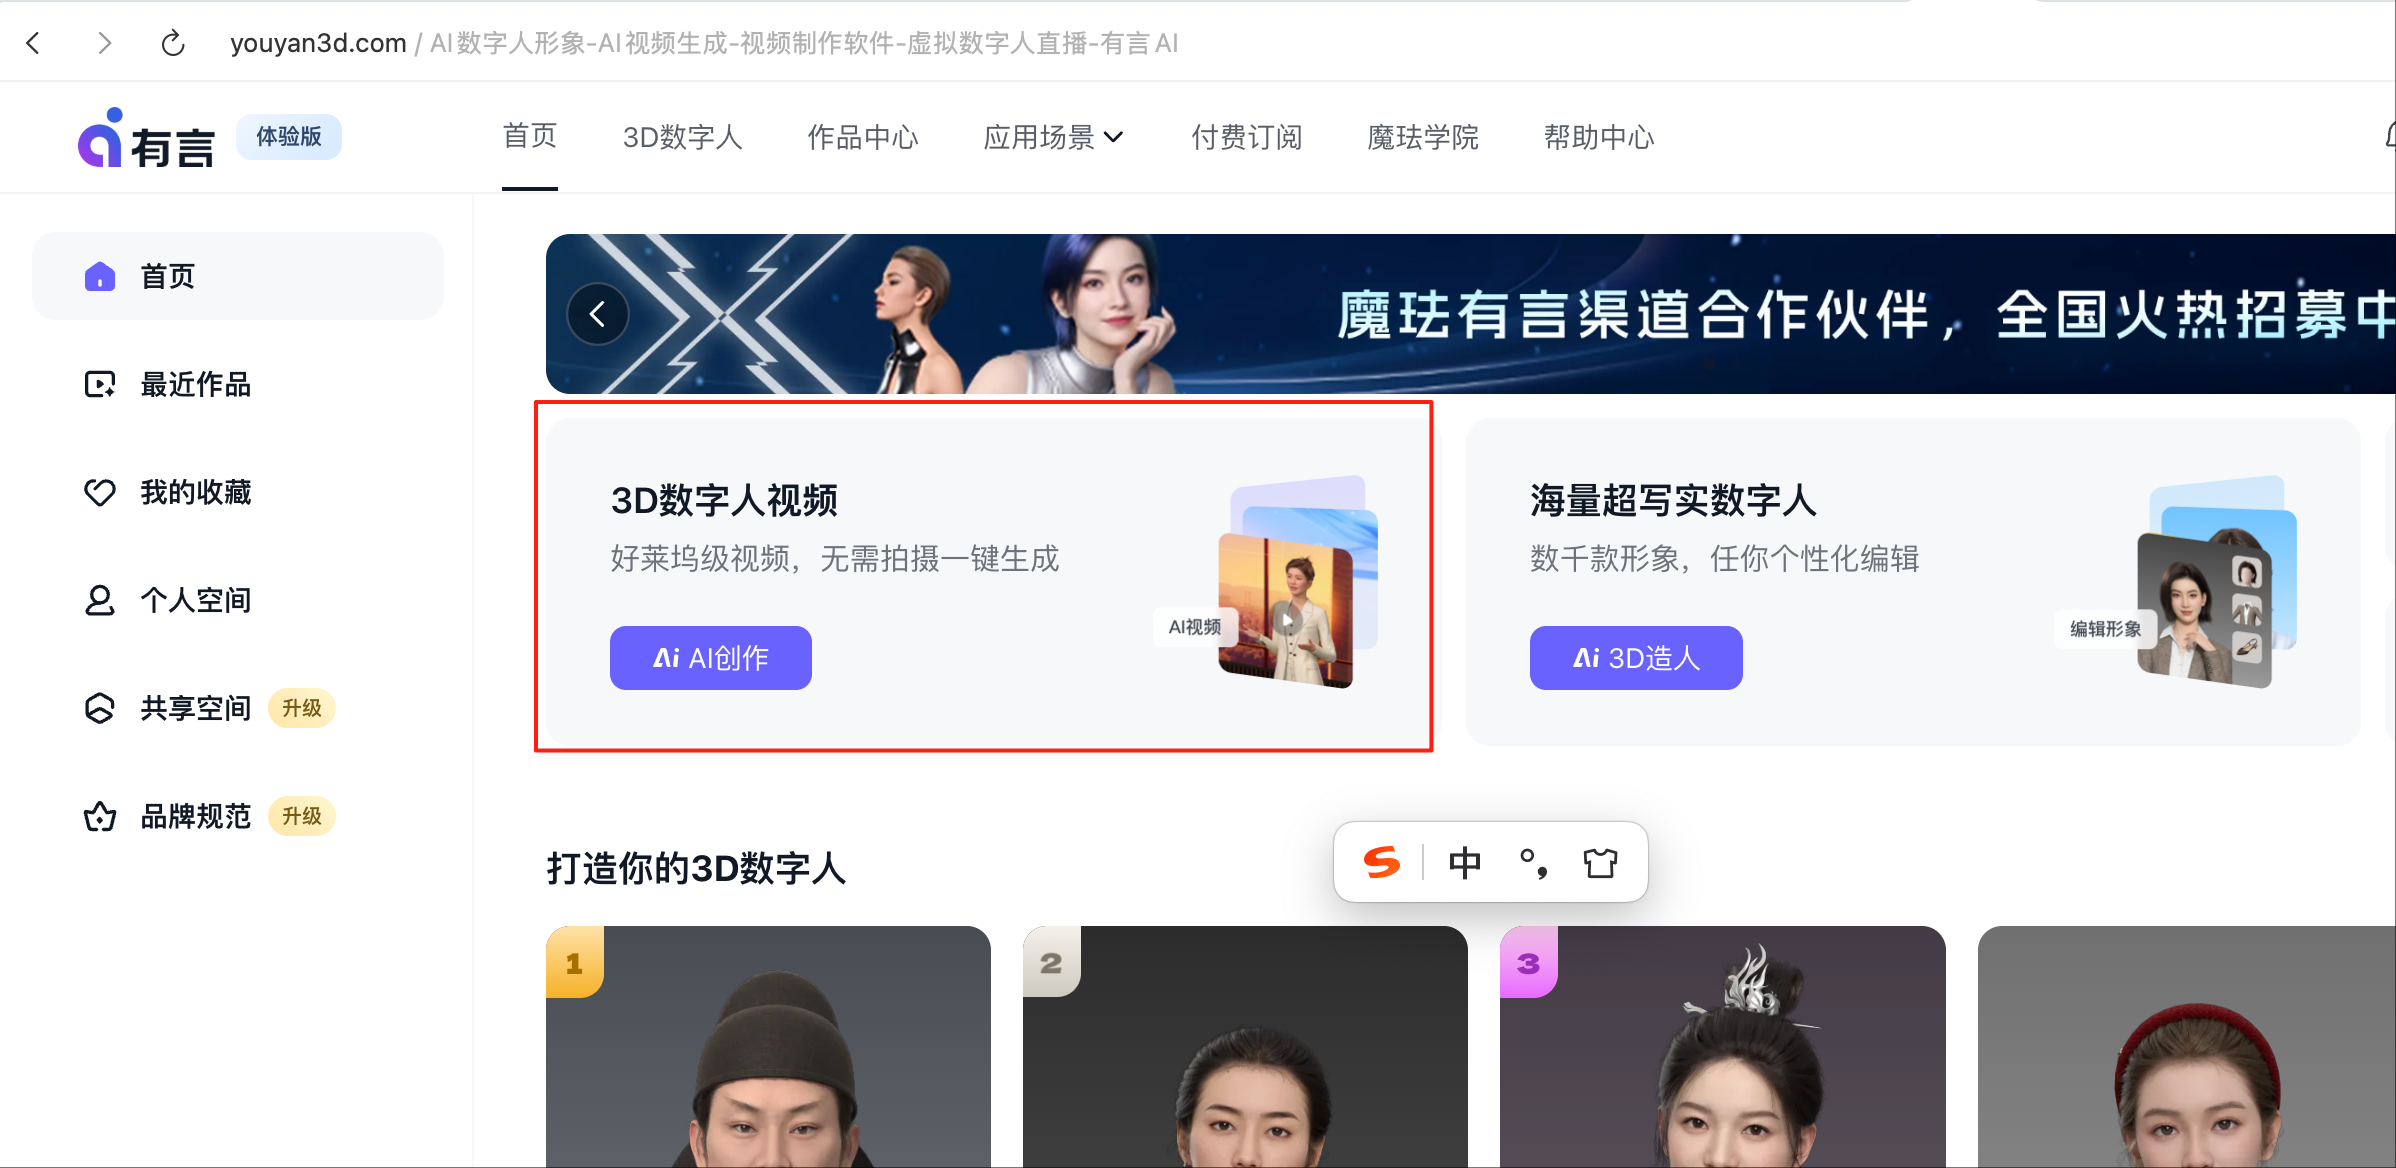 youyan3d.com / AI数字人形象-AI视频生成-视频制作软件-虚拟数字人直播-有言AI
有言 体验版
首页 3D数字人 作品中心 应用场景 付费订阅 魔珐学院 帮助中心
首页
最近作品
我的收藏
个人空间
共享空间 升级
品牌规范 升级
魔珐有言渠道合作伙伴，全国火热招募中
3D数字人视频
好莱坞级视频，无需拍摄一键生成
Ai AI创作
AI视频
海量超写实数字人
数千款形象，任你个性化编辑
Ai 3D造人
编辑形象
打造你的3D数字人
S 中 °,
1
2
3